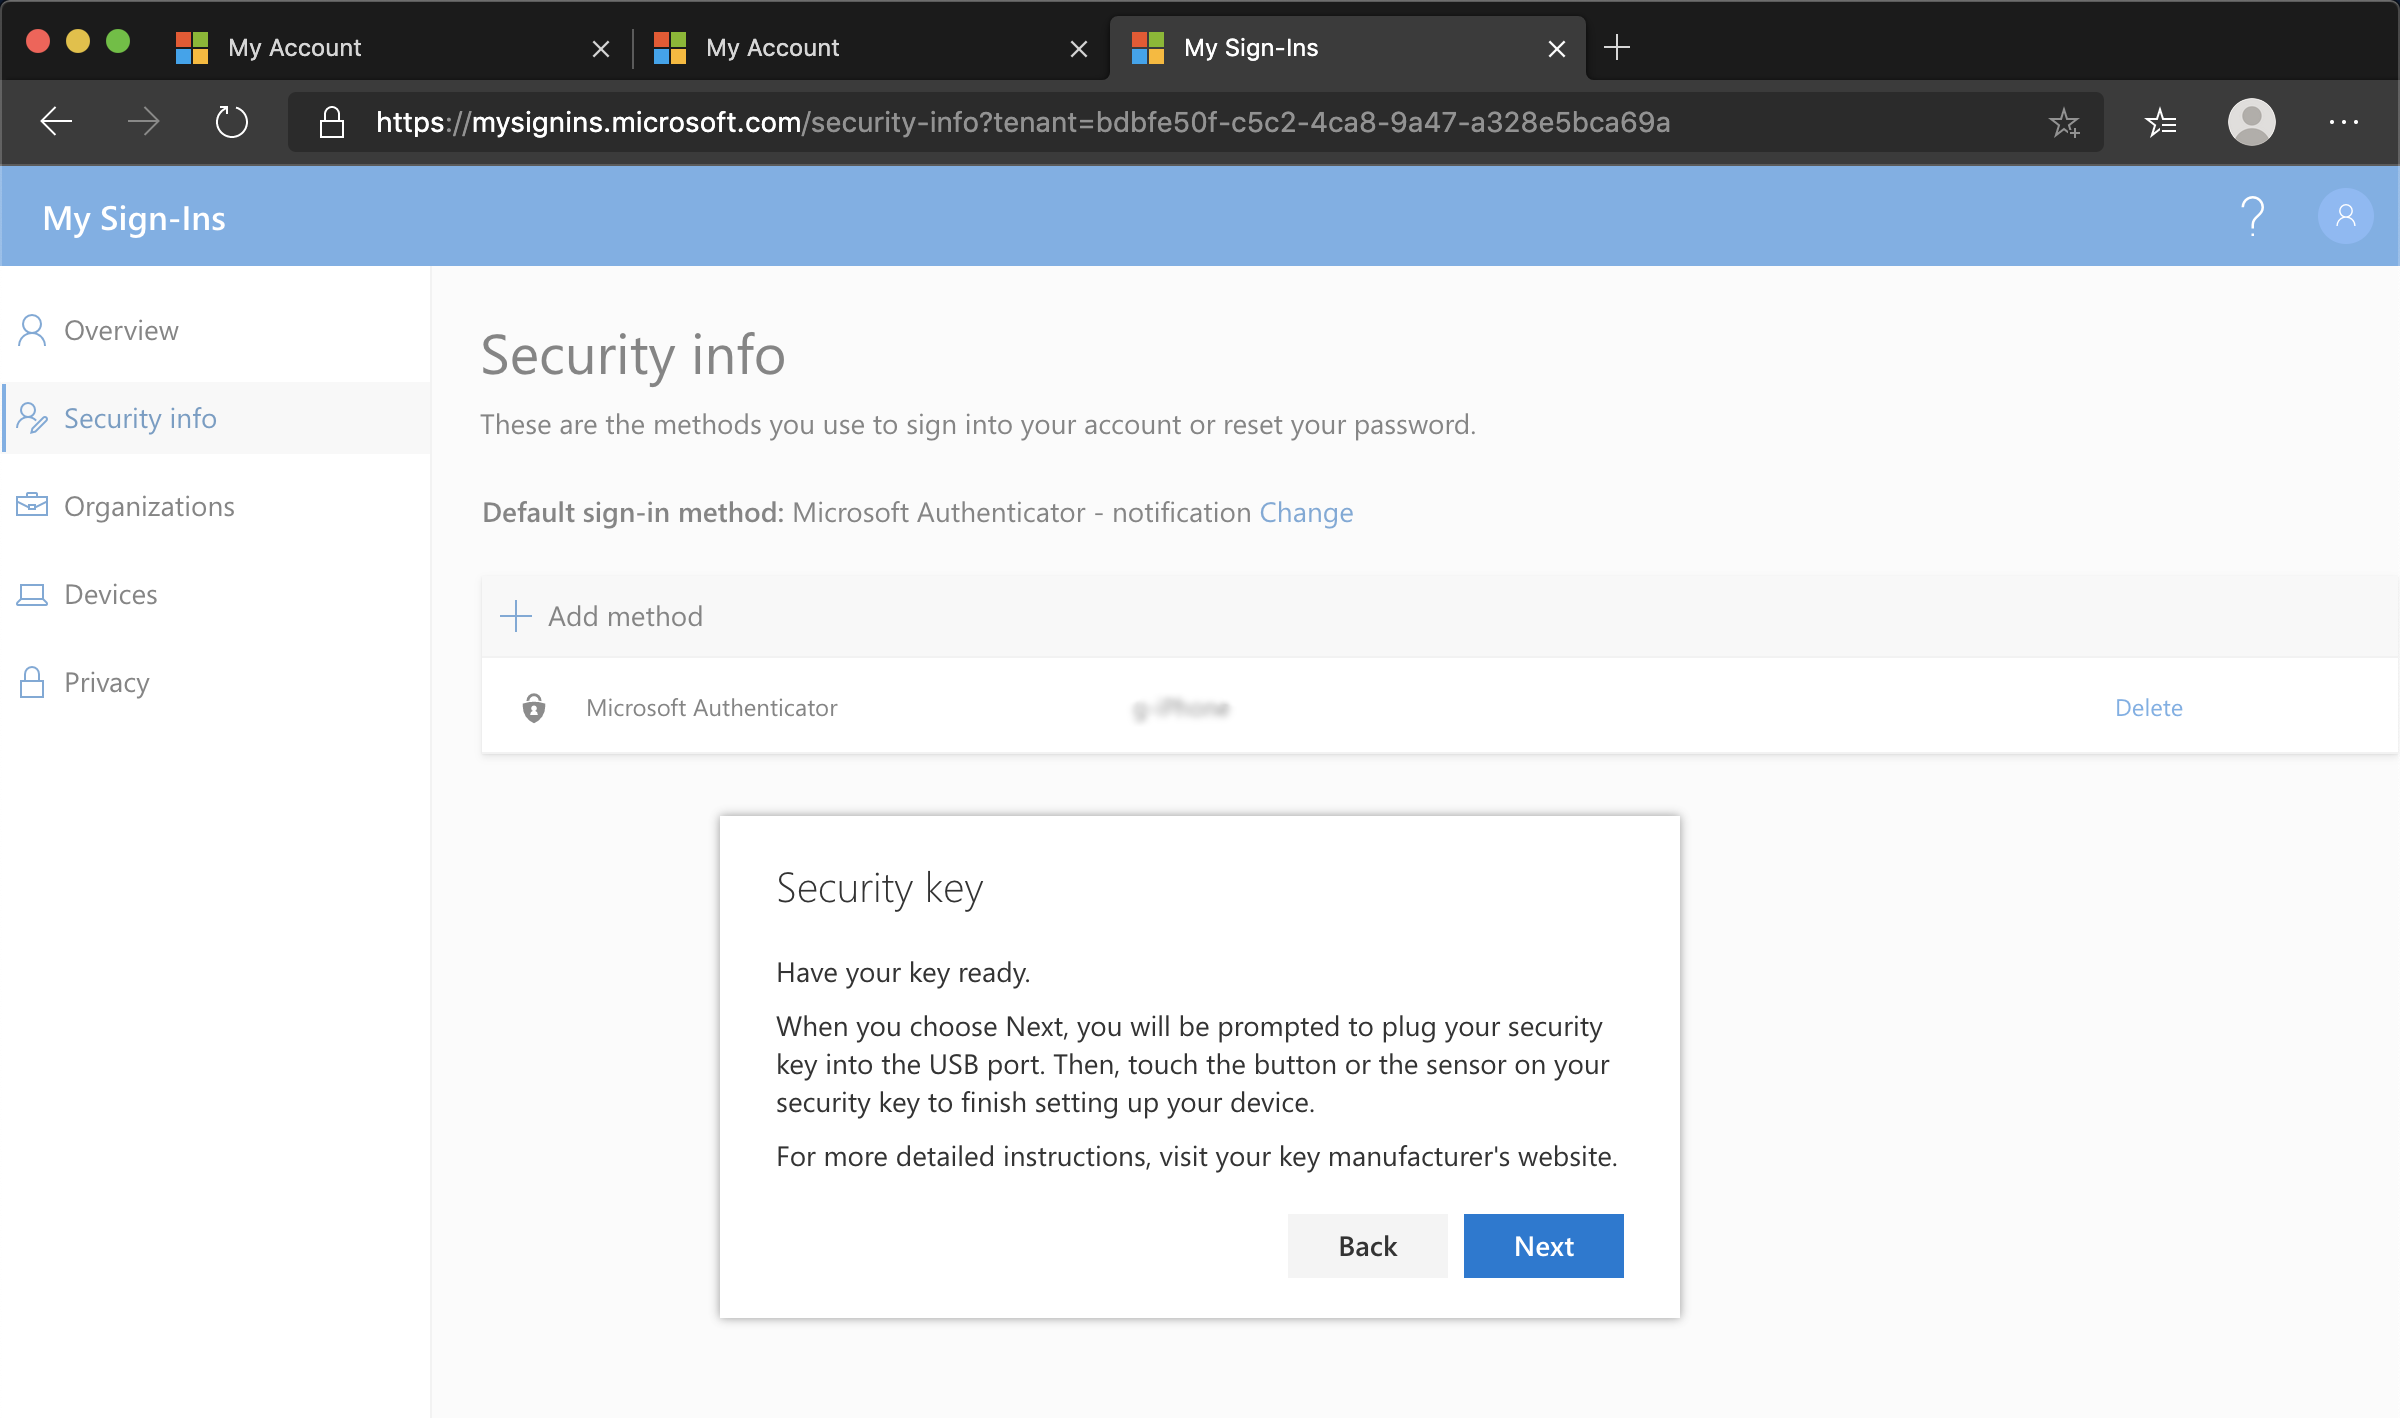 My Account
My Account
My Sign-Ins
https://mysignins.microsoft.com/security-info?tenant=bdbfe50f-c5c2-4ca8-9a47-a328e5bca69a
My Sign-Ins
Overview
Security info
Organizations
Devices
Privacy
Security info
These are the methods you use to sign into your account or reset your password.
Default sign-in method: Microsoft Authenticator - notification Change
Add method
Microsoft Authenticator
Delete
Security key
Have your key ready.
When you choose Next, you will be prompted to plug your security
key into the USB port. Then, touch the button or the sensor on your
security key to finish setting up your device.
For more detailed instructions, visit your key manufacturer's website.
Back
Next